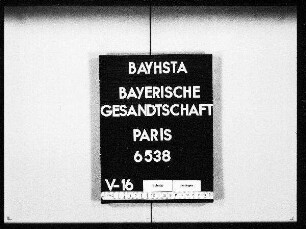 BAYHSTA
BAYERISCHE
GESANDTSCHAFT
PARIS
6538
V-16